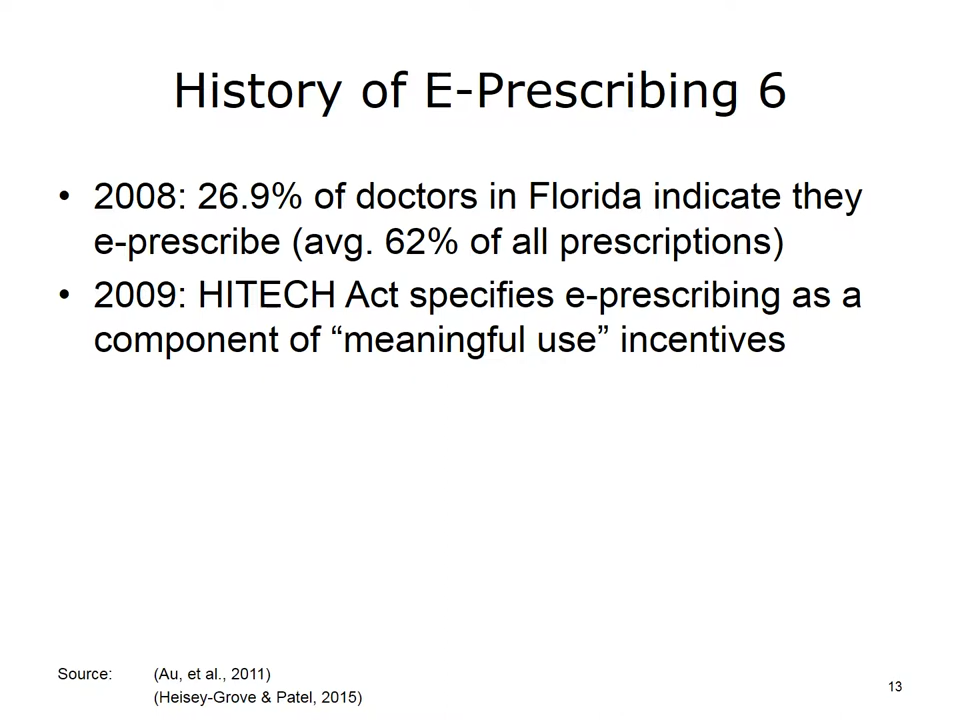 History of E-Prescribing 6
• 2008: 26.9% of doctors in Florida indicate they
e-prescribe (avg. 62% of all prescriptions)
• 2009: HITECH Act specifies e-prescribing as a
component of “meaningful use” incentives
Source: (Au, et al., 2011)
(Heisey-Grove & Patel, 2015)
13